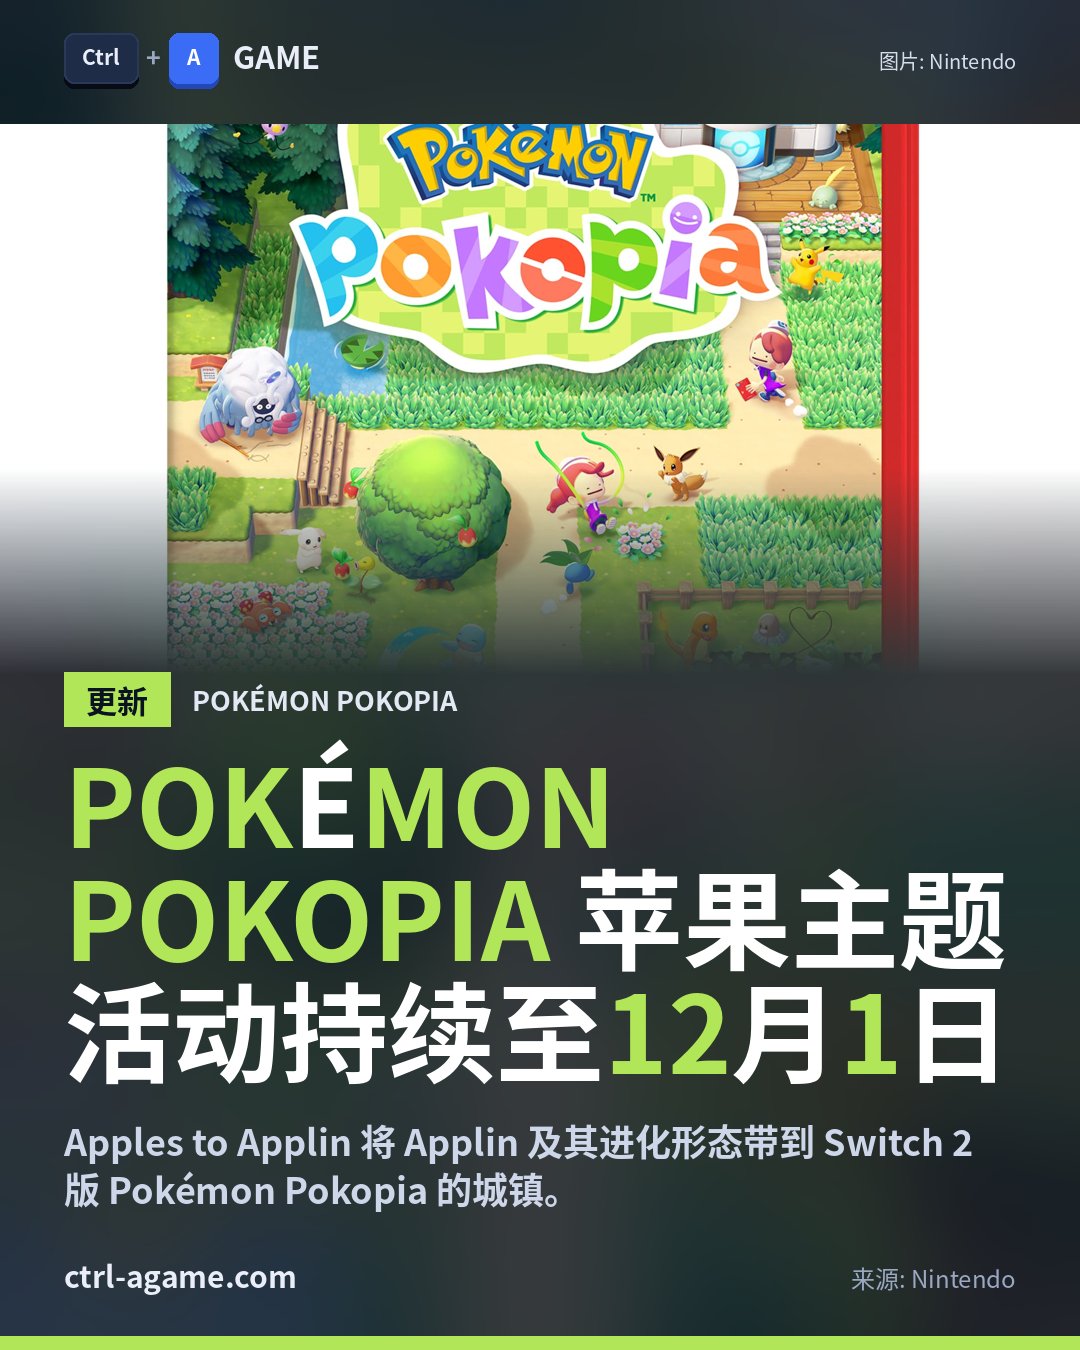 Ctrl + A GAME
图片: Nintendo
POKéMON
TM
pokopia
更新 POKÉMON POKOPIA
POKÉMON
POKOPIA 苹果主题
活动持续至12月1日
Apples to Applin 将 Applin 及其进化形态带到 Switch 2
版 Pokémon Pokopia 的城镇。
ctrl-agame.com
来源: Nintendo